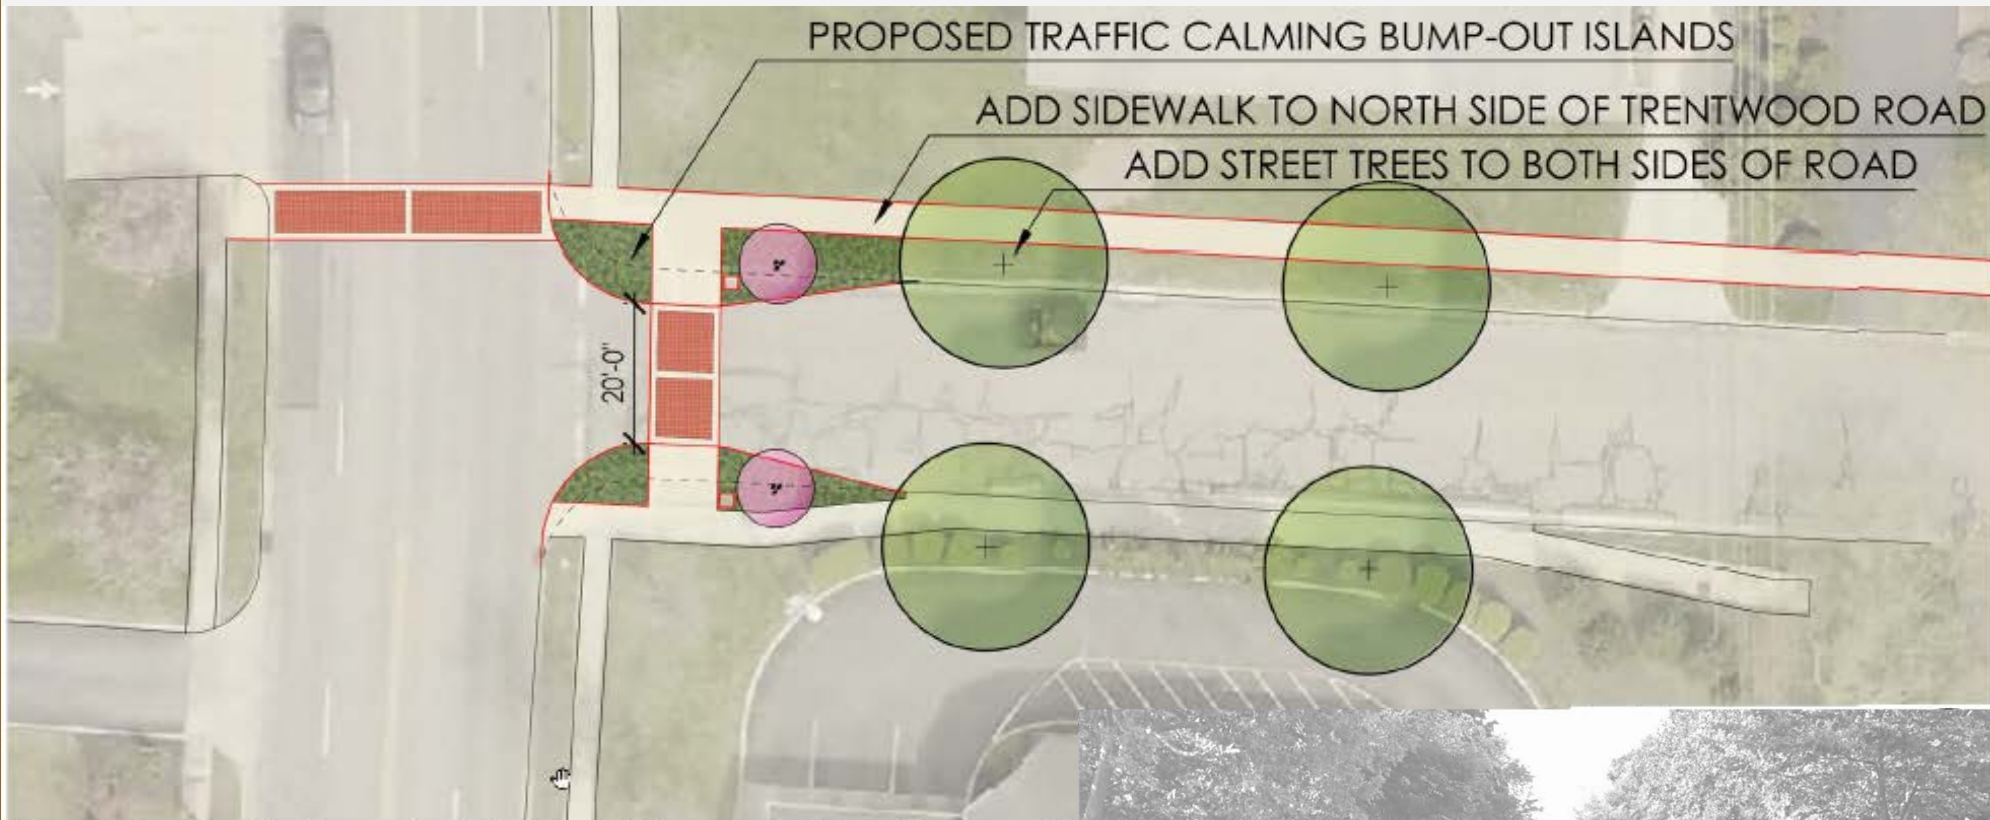 PROPOSED TRAFFIC CALMING BUMP-OUT ISLANDS
ADD SIDEWALK TO NORTH SIDE OF TRENTWOOD ROAD
ADD STREET TREES TO BOTH SIDES OF ROAD
20'-0"